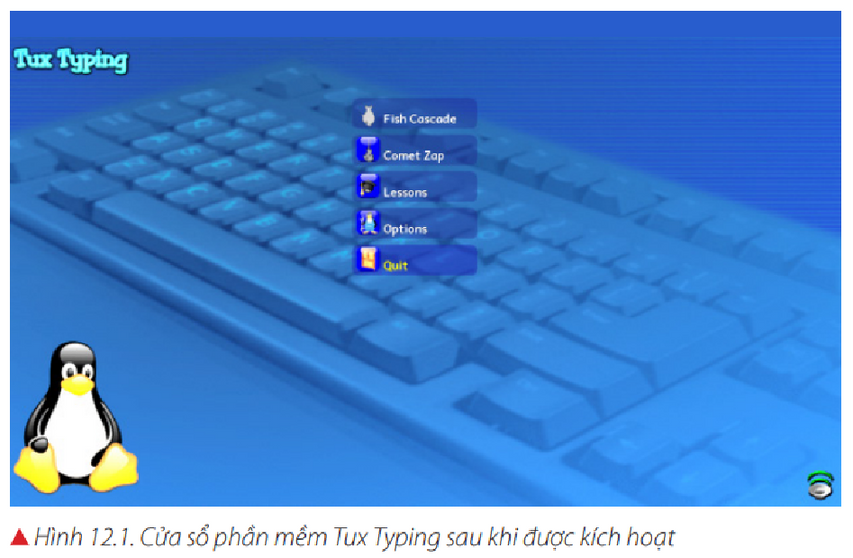 Tux Typing
Fish Cascade
Comet Zap
Lessons
Options
Quit
▲ Hình 12.1. Cửa sổ phần mềm Tux Typing sau khi được kích hoạt